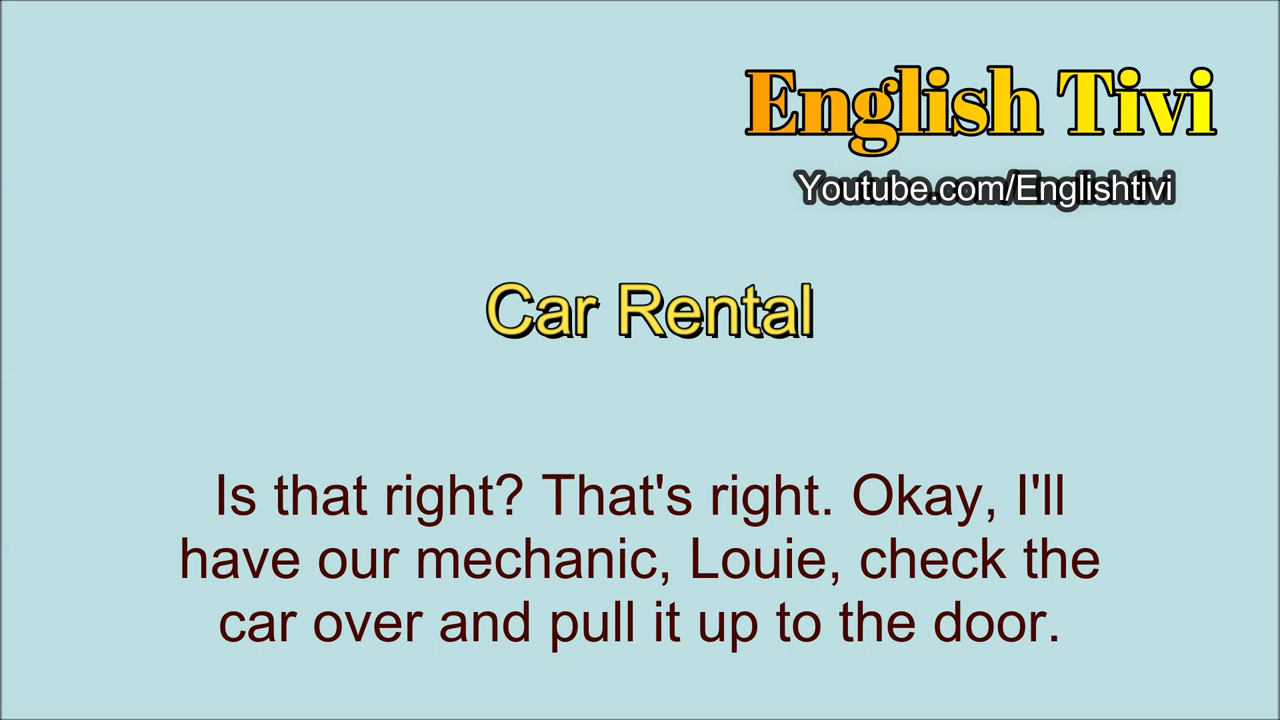 English Tivi
Youtube.com/Englishtivi
Car Rental
Is that right? That's right. Okay, I'll
have our mechanic, Louie, check the
car over and pull it up to the door.